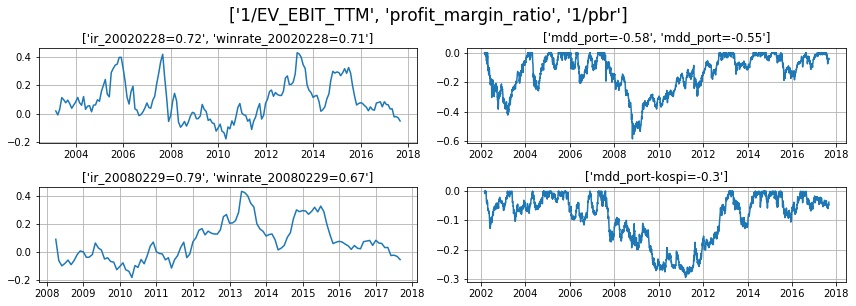 ['1/EV_EBIT_TTM', 'profit_margin_ratio', '1/pbr']
['ir_20020228=0.72', 'winrate_20020228=0.71']
0.4
0.2
0.0
−0.2
2004 2006 2008 2010 2012 2014 2016 2018
['mdd_port=-0.58', 'mdd_port=-0.55']
0.0
−0.2
−0.4
−0.6
2002 2004 2006 2008 2010 2012 2014 2016 2018
['ir_20080229=0.79', 'winrate_20080229=0.67']
0.4
0.2
0.0
−0.2
2008 2009 2010 2011 2012 2013 2014 2015 2016 2017 2018
['mdd_port-kospi=-0.3']
0.0
−0.1
−0.2
−0.3
2002 2004 2006 2008 2010 2012 2014 2016 2018